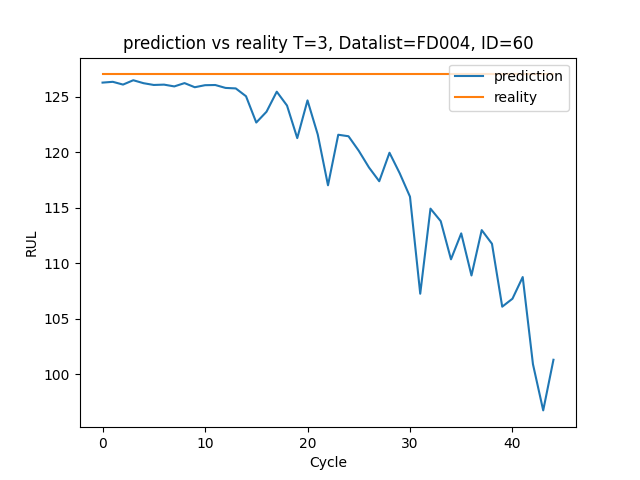 prediction vs reality T=3, Datalist=FD004, ID=60
prediction
reality
RUL
125
120
115
110
105
100
0 10 20 30 40
Cycle